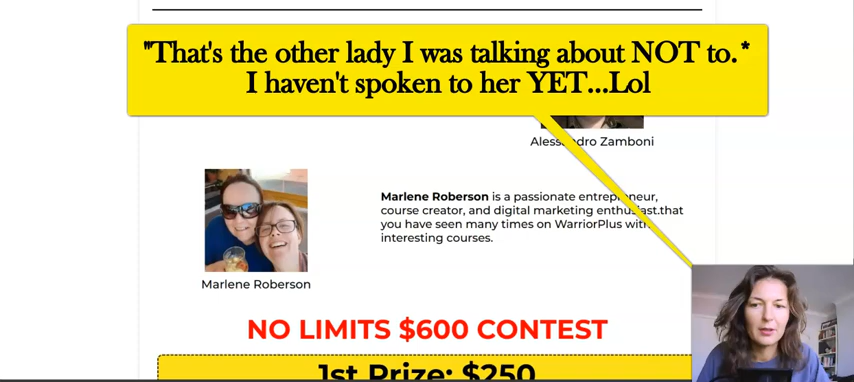 "That's the other lady I was talking about NOT to.*
I haven't spoken to her YET...Lol
Alessandro Zamboni
Marlene Roberson is a passionate entrepreneur,
course creator, and digital marketing enthusiast.that
you have seen many times on WarriorPlus with
interesting courses.
Marlene Roberson
NO LIMITS $600 CONTEST
1st Prize: $250